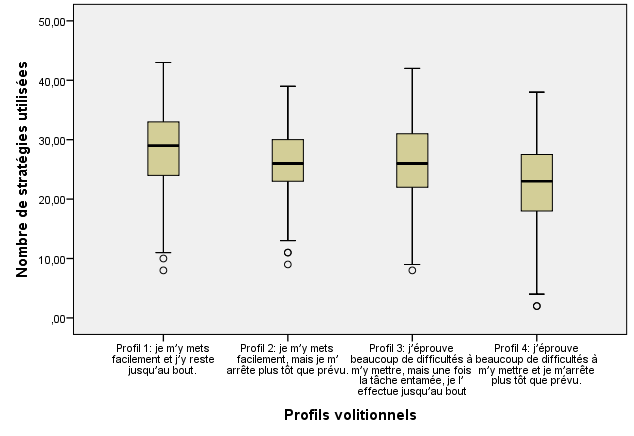 50,00
40,00
30,00
20,00
10,00
,00
Nombre de stratégies utilisées
Profil 1: je m'y mets
facilement et j'y reste
jusqu'au bout.
Profil 2: je m'y mets
facilement, mais je m'
arrête plus tôt que prévu.
Profil 3: j'éprouve
beaucoup de difficultés à
m'y mettre, mais une fois
la tâche entamée, je l'
effectue jusqu'au bout
Profil 4: j'éprouve
beaucoup de difficultés à
m'y mettre et je m'arrête
plus tôt que prévu.
Profils volitionnels